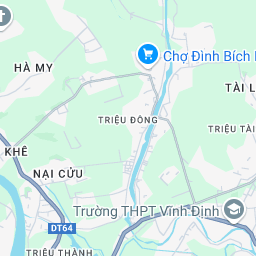 Chợ Đình Bích
HÀ MY
TÀI L
TRIỆU ĐÔNG
TRIỆU TÀI
KHÊ
NẠI CỬU
Trường THPT Vĩnh Định
ĐT64
TRIỆU THÀNH